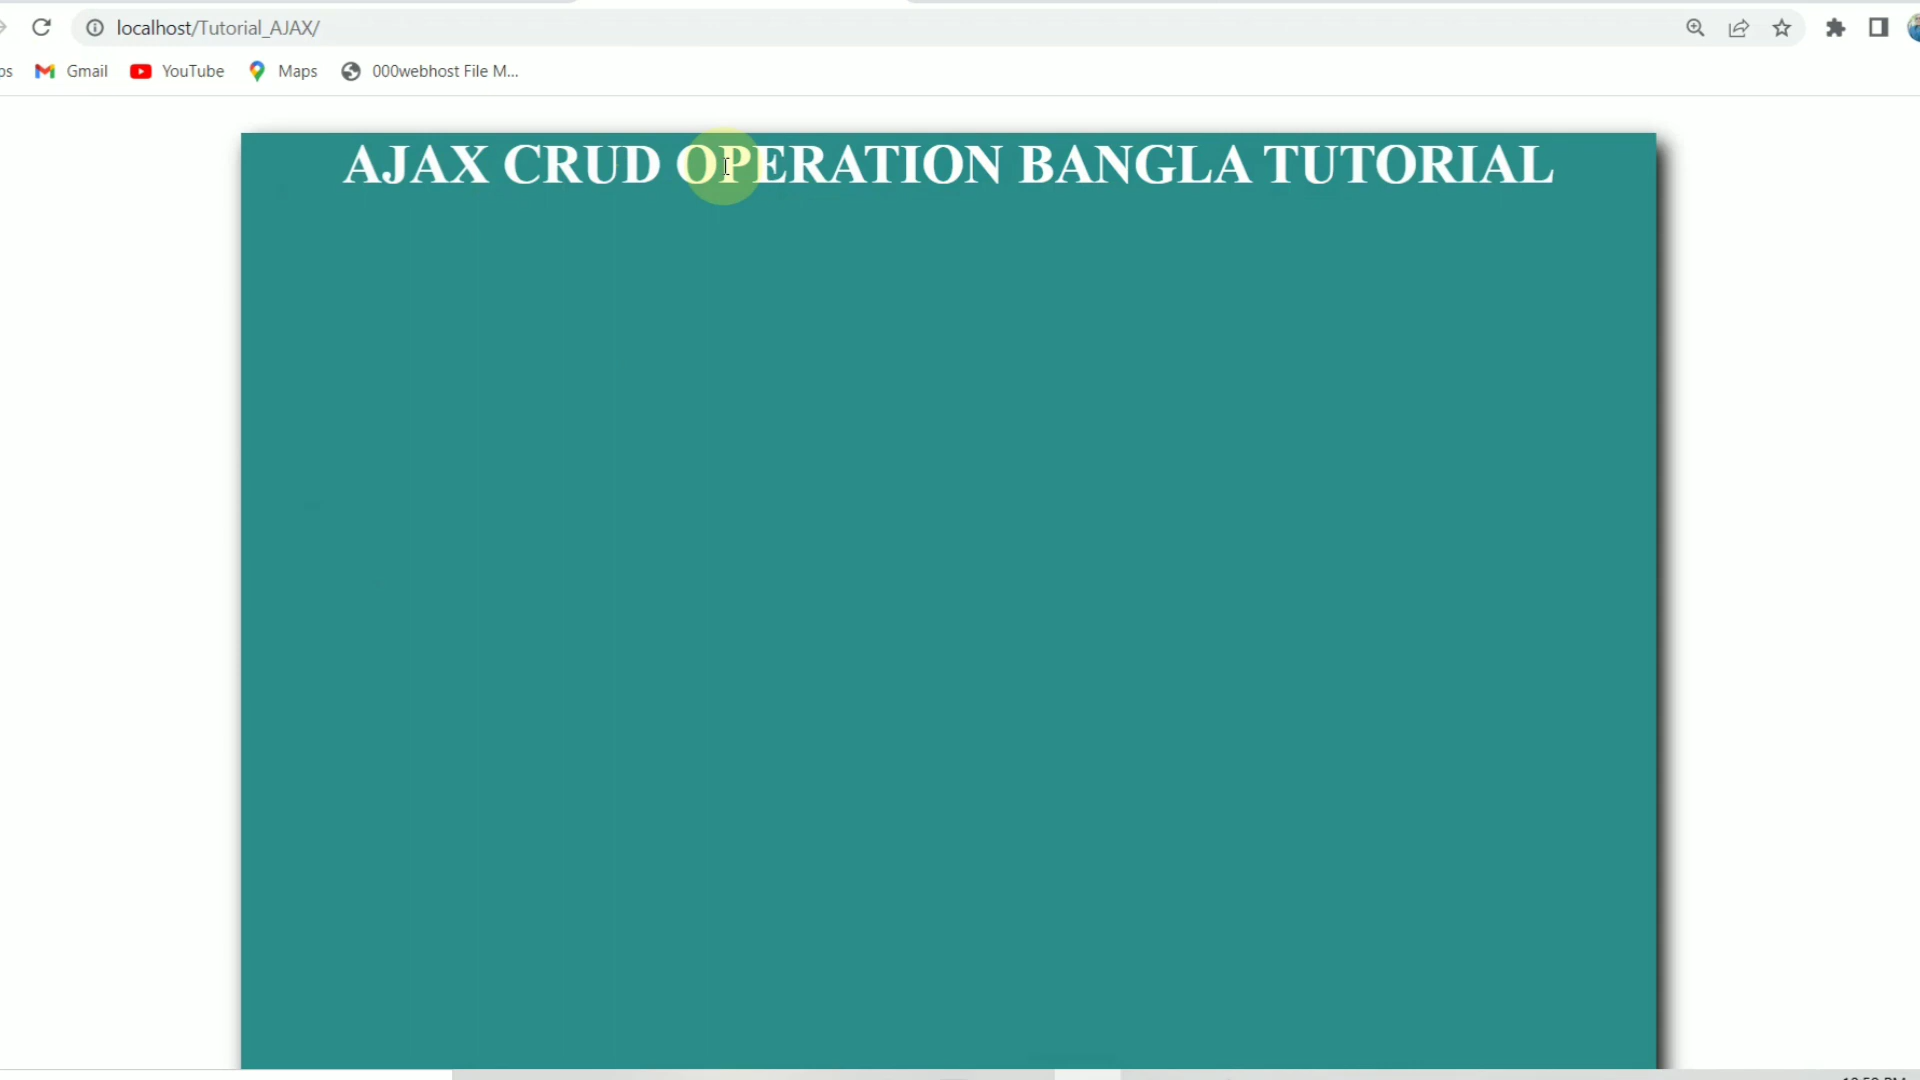 localhost/Tutorial_AJAX/
Gmail YouTube Maps 000webhost File M...
AJAX CRUD OPERATION BANGLA TUTORIAL